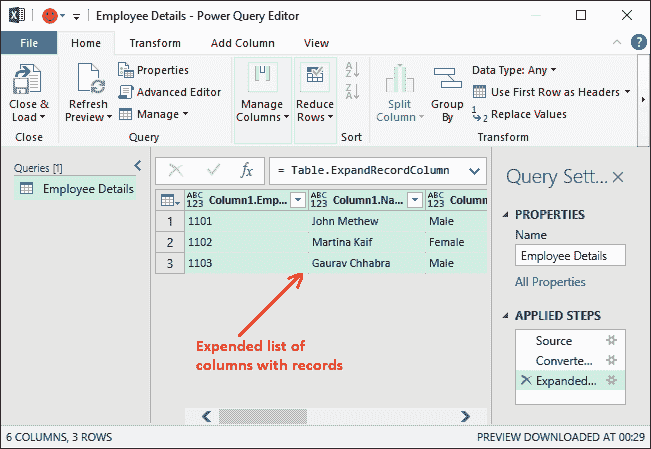 Employee Details - Power Query Editor
File Home Transform Add Column View
Close & Load Refresh Preview Properties Advanced Editor Manage Manage Columns Reduce Rows A Z Z A Split Column Group By Data Type: Any Use First Row as Headers 1 2 Replace Values
Close Query Sort Transform
Queries [1]
Employee Details
fx = Table.ExpandRecordColumn
ABC 123 Column1.Emp... ABC 123 Column1.Na... ABC 123 Column
1 1101 John Methew Male
2 1102 Martina Kaif Female
3 1103 Gaurav Chhabra Male
Expended list of
columns with records
Query Sett...
PROPERTIES
Name
Employee Details
All Properties
APPLIED STEPS
Source
Converte...
Expanded...
6 COLUMNS, 3 ROWS PREVIEW DOWNLOADED AT 00:29